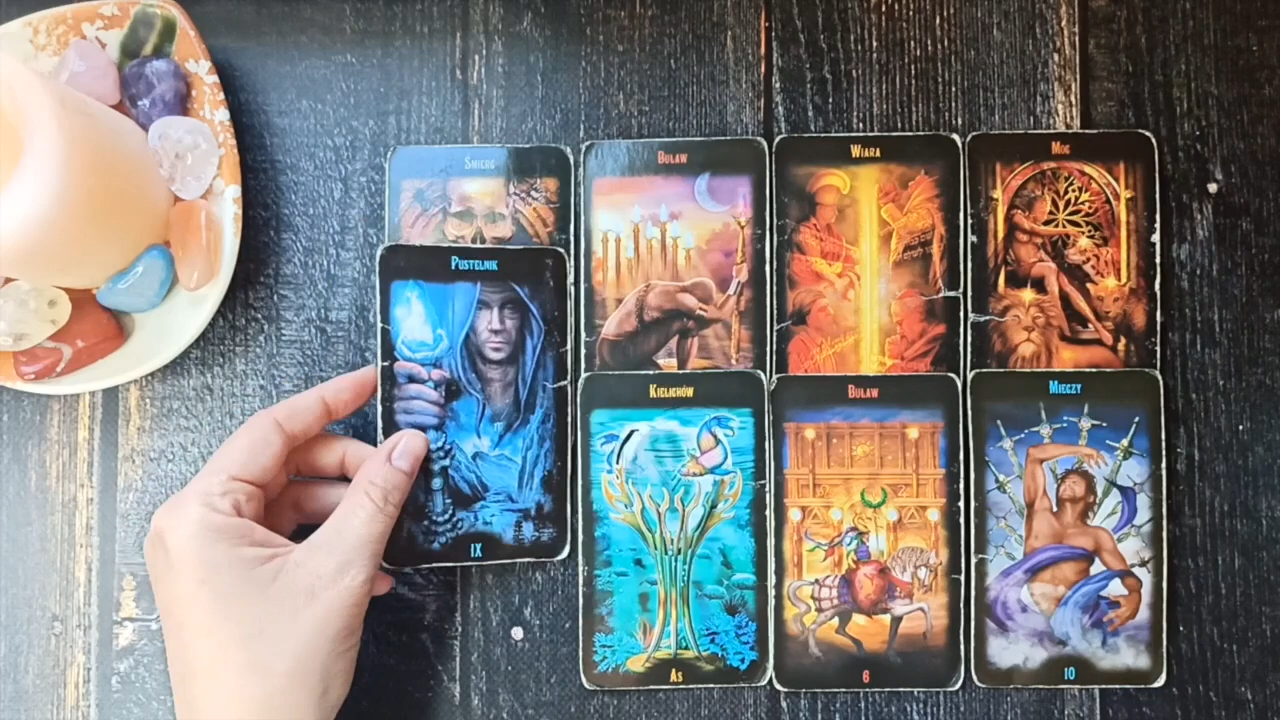 Śmierć
Buław
Wiara
Moc
Pustelnik
IX
Kielichów
As
Buław
6
Mieczy
10